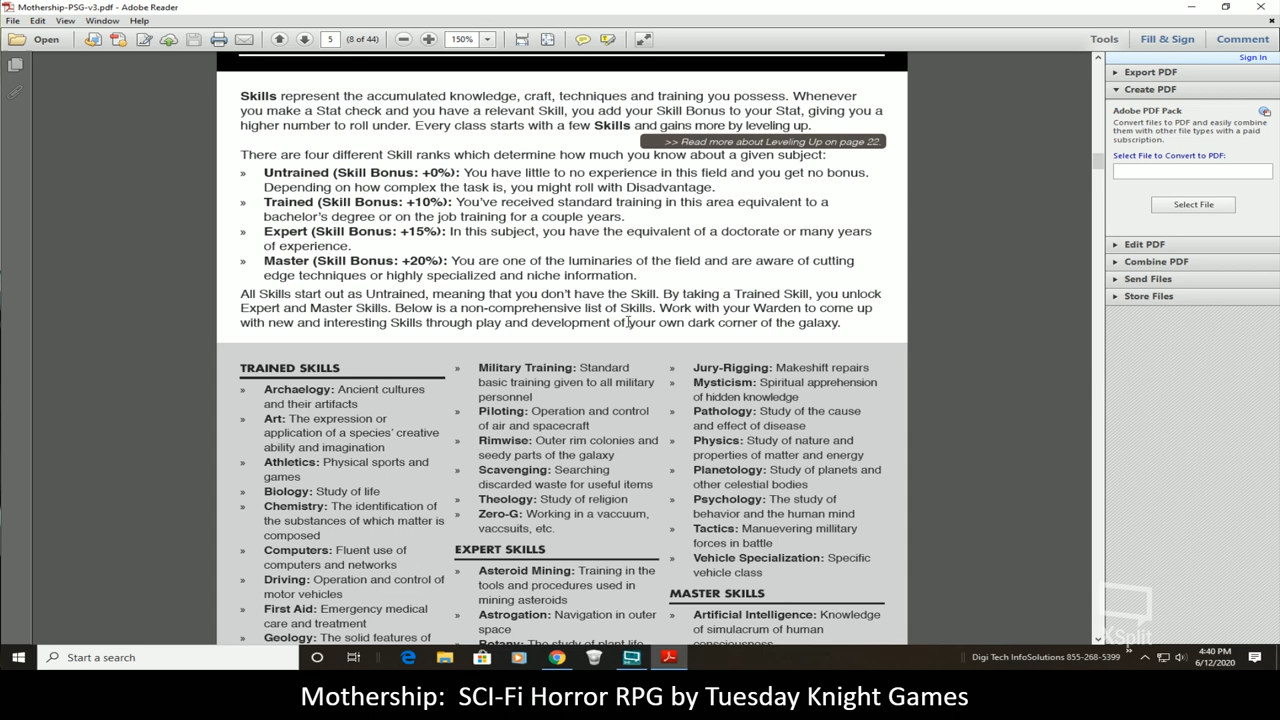 Mothership-PSG-v3.pdf - Adobe Reader
File Edit View Window Help
Open
5 (8 of 44)
150%
Tools Fill & Sign Comment
Sign In
Export PDF
Create PDF
Adobe PDF Pack
Convert files to PDF and easily combine
them with other file types with a paid
subscription.
Select File to Convert to PDF:
Select File
Edit PDF
Combine PDF
Send Files
Store Files
Skills represent the accumulated knowledge, craft, techniques and training you possess. Whenever
you make a Stat check and you have a relevant Skill, you add your Skill Bonus to your Stat, giving you a
higher number to roll under. Every class starts with a few Skills and gains more by leveling up.
>> Read more about Leveling Up on page 22.
There are four different Skill ranks which determine how much you know about a given subject:
» Untrained (Skill Bonus: +0%): You have little to no experience in this field and you get no bonus.
Depending on how complex the task is, you might roll with Disadvantage.
» Trained (Skill Bonus: +10%): You've received standard training in this area equivalent to a
bachelor's degree or on the job training for a couple years.
» Expert (Skill Bonus: +15%): In this subject, you have the equivalent of a doctorate or many years
of experience.
» Master (Skill Bonus: +20%): You are one of the luminaries of the field and are aware of cutting
edge techniques or highly specialized and niche information.
All Skills start out as Untrained, meaning that you don't have the Skill. By taking a Trained Skill, you unlock
Expert and Master Skills. Below is a non-comprehensive list of Skills. Work with your Warden to come up
with new and interesting Skills through play and development of your own dark corner of the galaxy.
TRAINED SKILLS
» Archaelogy: Ancient cultures
and their artifacts
» Art: The expression or
application of a species' creative
ability and imagination
» Athletics: Physical sports and
games
» Biology: Study of life
» Chemistry: The identification of
the substances of which matter is
composed
» Computers: Fluent use of
computers and networks
» Driving: Operation and control of
motor vehicles
» First Aid: Emergency medical
care and treatment
» Geology: The solid features of
» Military Training: Standard
basic training given to all military
personnel
» Piloting: Operation and control
of air and spacecraft
» Rimwise: Outer rim colonies and
seedy parts of the galaxy
» Scavenging: Searching
discarded waste for useful items
» Theology: Study of religion
» Zero-G: Working in a vaccuum,
vaccsuits, etc.
EXPERT SKILLS
» Asteroid Mining: Training in the
tools and procedures used in
mining asteroids
» Astrogation: Navigation in outer
space
» Botany: The study of plant life
» Jury-Rigging: Makeshift repairs
» Mysticism: Spiritual apprehension
of hidden knowledge
» Pathology: Study of the cause
and effect of disease
» Physics: Study of nature and
properties of matter and energy
» Planetology: Study of planets and
other celestial bodies
» Psychology: The study of
behavior and the human mind
» Tactics: Manuevering millitary
forces in battle
» Vehicle Specialization: Specific
vehicle class
MASTER SKILLS
» Artificial Intelligence: Knowledge
of simulacrum of human
consciousness
XSplit
Start a search
Digi Tech InfoSolutions 855-268-5399
4:40 PM
6/12/2020
Mothership: SCI-Fi Horror RPG by Tuesday Knight Games